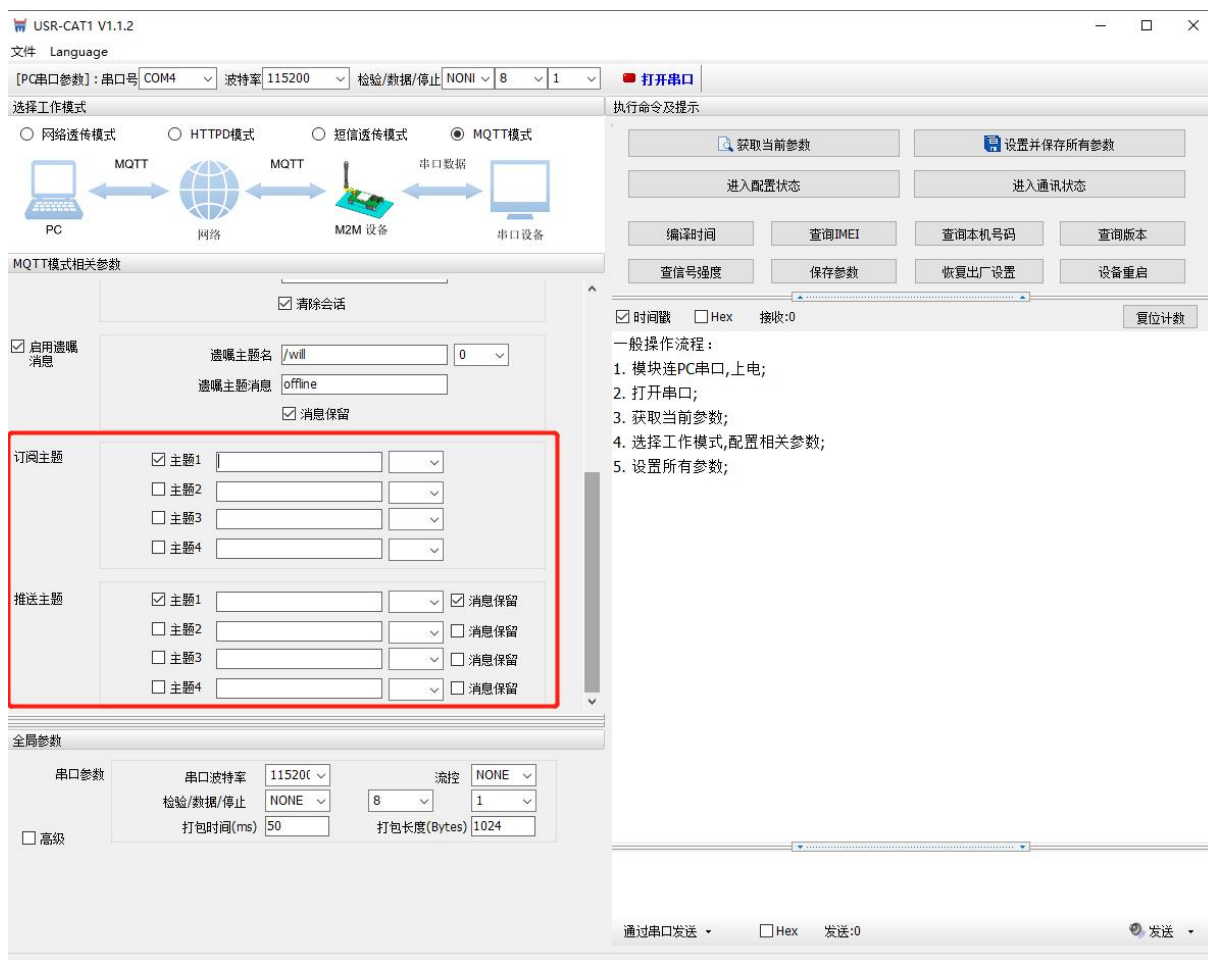 USR-CAT1 V1.1.2
文件 Language
[PC串口参数]：串口号 COM4 波特率 115200 检验/数据/停止 NONI 8 1 打开串口
选择工作模式
网络透传模式 HTTPD模式 短信透传模式 MQTT模式
MQTT MQTT 串口数据
PC 网络 M2M 设备 串口设备
MQTT模式相关参数
清除会话
启用遗嘱
消息
遗嘱主题名 /will 0
遗嘱主题消息 offline
消息保留
订阅主题 主题1
主题2
主题3
主题4
推送主题 主题1 消息保留
主题2 消息保留
主题3 消息保留
主题4 消息保留
全局参数
串口参数 串口波特率 11520( 流控 NONE
检验/数据/停止 NONE 8 1
打包时间(ms) 50 打包长度(Bytes) 1024
高级
执行命令及提示
获取当前参数 设置并保存所有参数
进入配置状态 进入通讯状态
编译时间 查询IMEI 查询本机号码 查询版本
查信号强度 保存参数 恢复出厂设置 设备重启
时间戳 Hex 接收:0 复位计数
一般操作流程：
1. 模块连PC串口,上电;
2. 打开串口;
3. 获取当前参数;
4. 选择工作模式,配置相关参数;
5. 设置所有参数;
通过串口发送 Hex 发送:0 发送